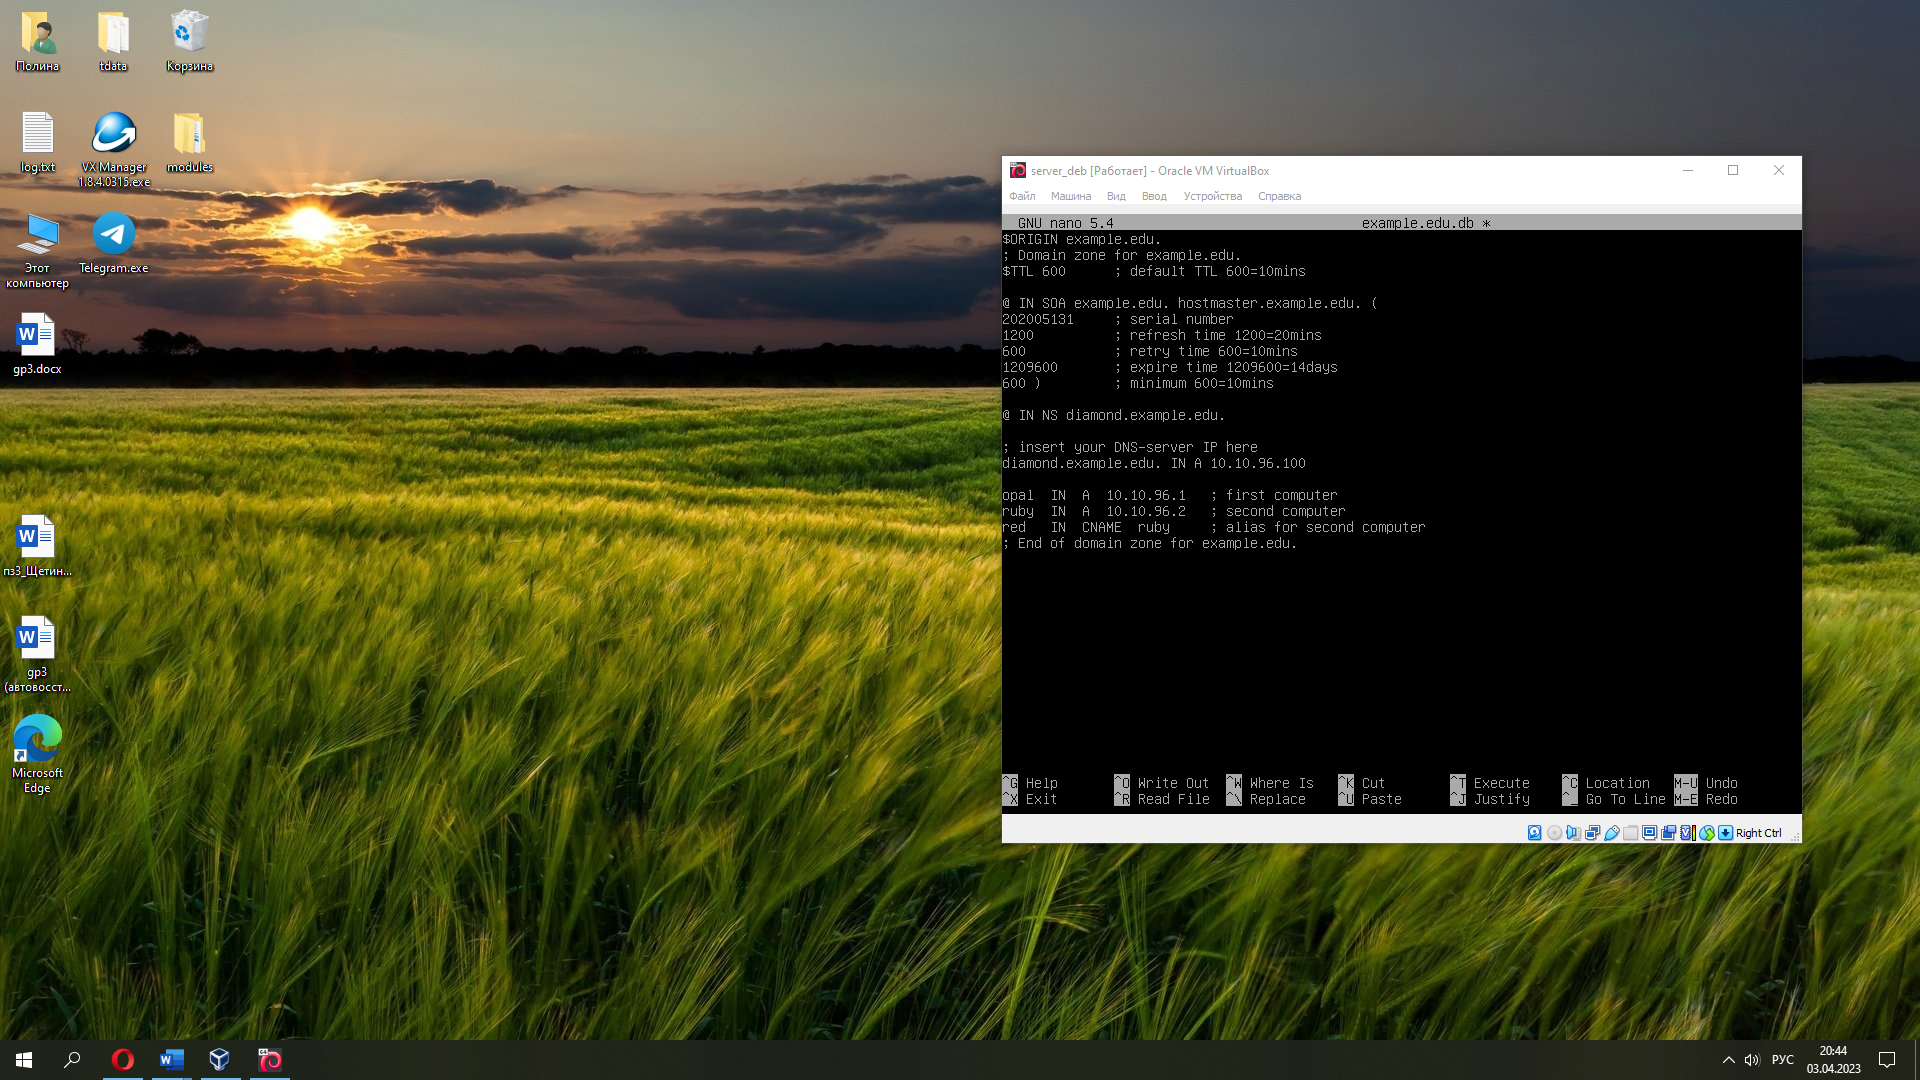 Полина
tdata
Корзина
log.txt
VX Manager
1.8.4.0315.exe
modules
Этот
компьютер
Telegram.exe
gp3.docx
пз3_Щетин...
gp3
(автовосст...
Microsoft
Edge
server_deb [Работает] - Oracle VM VirtualBox
Файл Машина Вид Ввод Устройства Справка
GNU nano 5.4 example.edu.db *
$ORIGIN example.edu.
; Domain zone for example.edu.
$TTL 600 ; default TTL 600=10mins
@ IN SOA example.edu. hostmaster.example.edu. (
202005131 ; serial number
1200 ; refresh time 1200=20mins
600 ; retry time 600=10mins
1209600 ; expire time 1209600=14days
600 ) ; minimum 600=10mins
@ IN NS diamond.example.edu.
; insert your DNS-server IP here
diamond.example.edu. IN A 10.10.96.100
opal IN A 10.10.96.1 ; first computer
ruby IN A 10.10.96.2 ; second computer
red IN CNAME ruby ; alias for second computer
; End of domain zone for example.edu.
^G Help ^O Write Out ^W Where Is ^K Cut ^T Execute ^C Location M-U Undo
^X Exit ^R Read File ^\ Replace ^U Paste ^J Justify ^_ Go To Line M-E Redo
Right Ctrl
РУС
20:44
03.04.2023